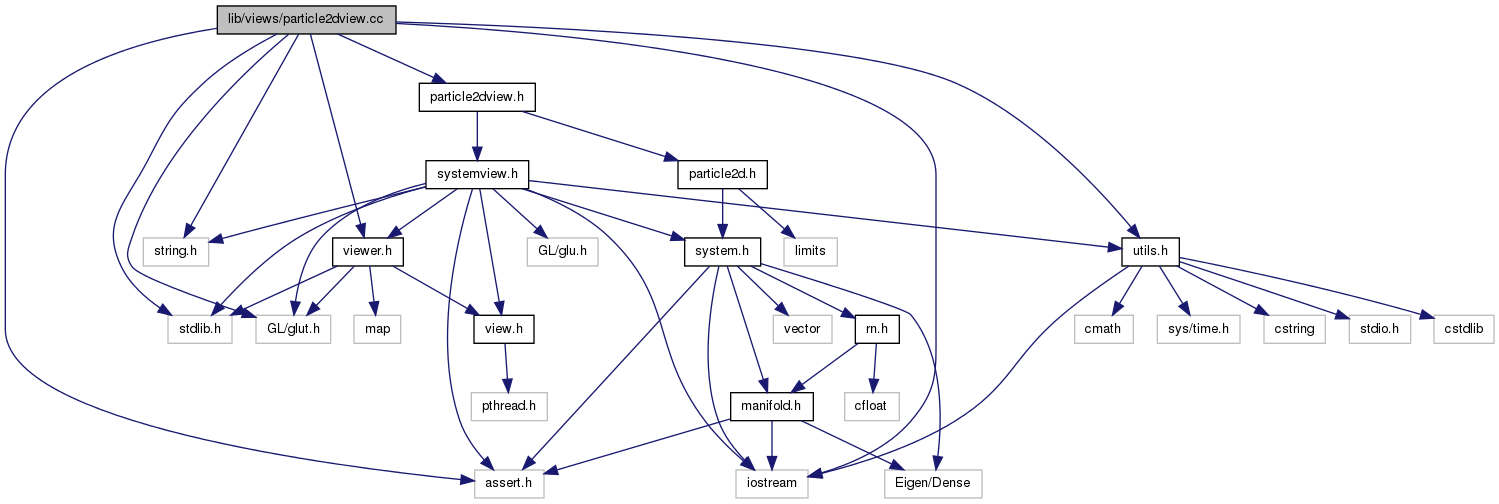 lib/views/particle2dview.cc
particle2dview.h
systemview.h
particle2d.h
string.h
viewer.h
GL/glu.h
system.h
limits
utils.h
stdlib.h
GL/glut.h
map
view.h
vector
rn.h
cmath
sys/time.h
cstring
stdio.h
cstdlib
pthread.h
manifold.h
cfloat
assert.h
iostream
Eigen/Dense